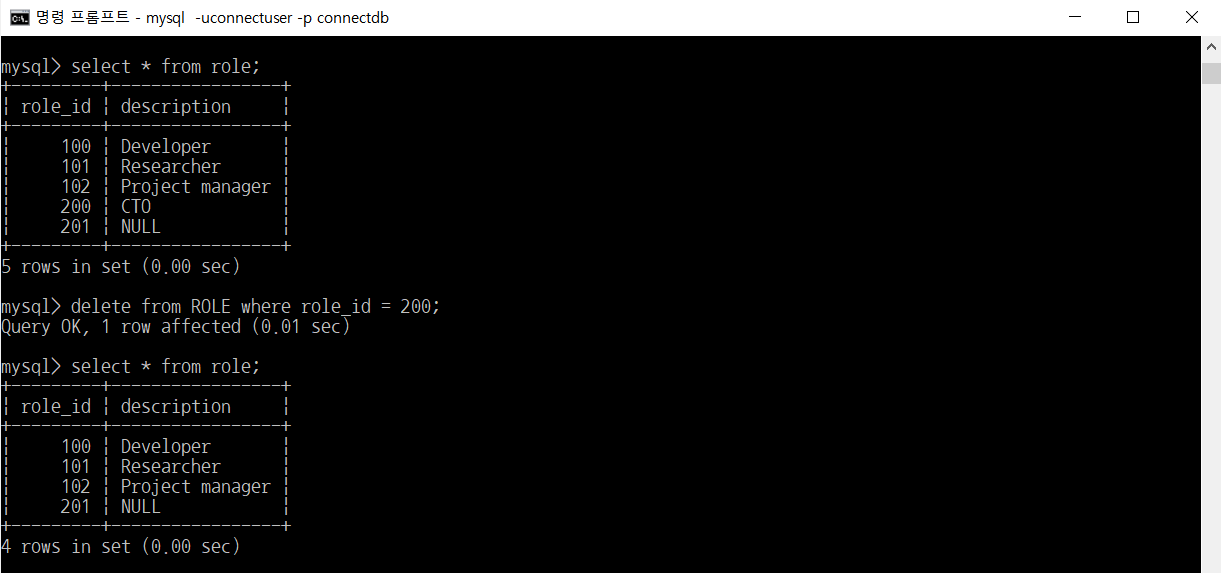 명령 프롬프트 - mysql  -uconnectuser -p connectdb
mysql> select * from role;
+---------+-----------------+
| role_id | description     |
+---------+-----------------+
|     100 | Developer       |
|     101 | Researcher      |
|     102 | Project manager |
|     200 | CTO             |
|     201 | NULL            |
+---------+-----------------+
5 rows in set (0.00 sec)
mysql> delete from ROLE where role_id = 200;
Query OK, 1 row affected (0.01 sec)
mysql> select * from role;
+---------+-----------------+
| role_id | description     |
+---------+-----------------+
|     100 | Developer       |
|     101 | Researcher      |
|     102 | Project manager |
|     201 | NULL            |
+---------+-----------------+
4 rows in set (0.00 sec)